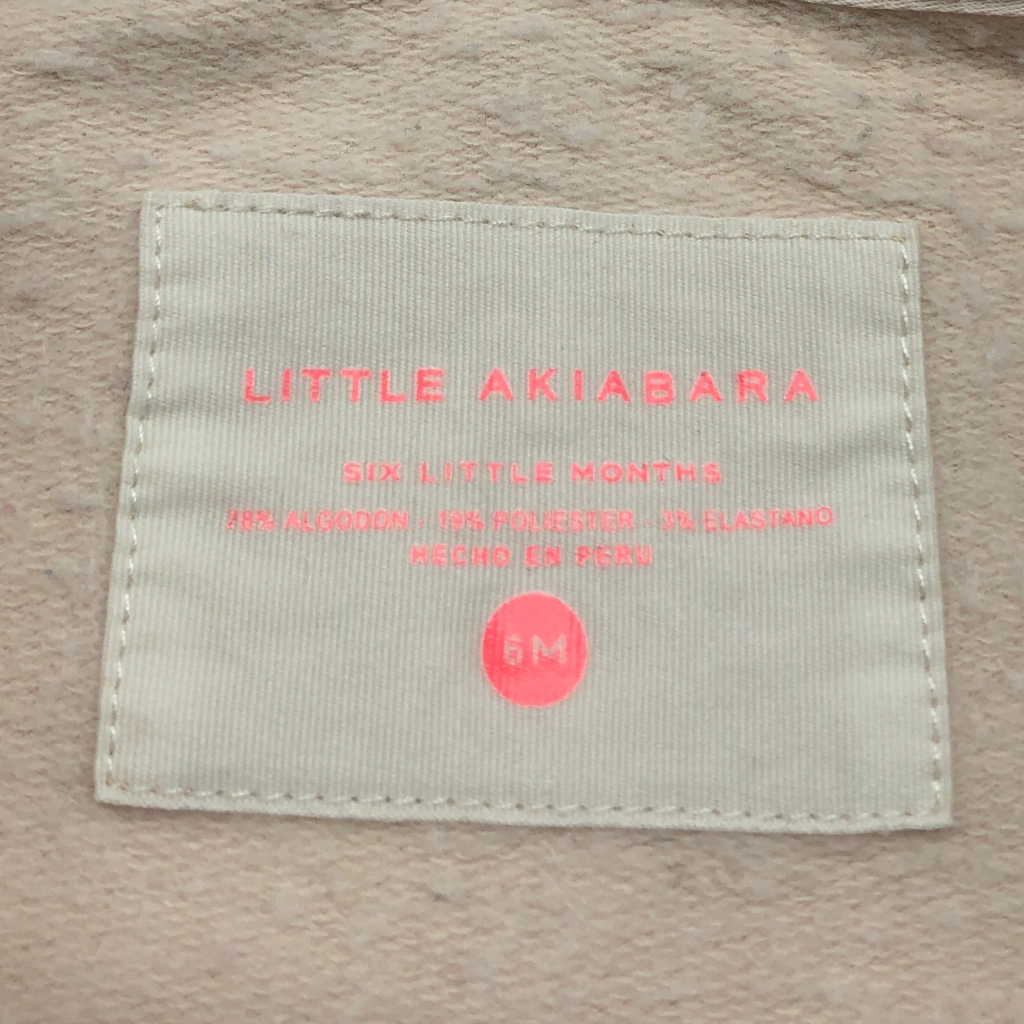 LITTLE AKIABARA
SIX LITTLE MONTHS
78% ALGODON - 19% POLIESTER - 3% ELASTANO
HECHO EN PERU
6M